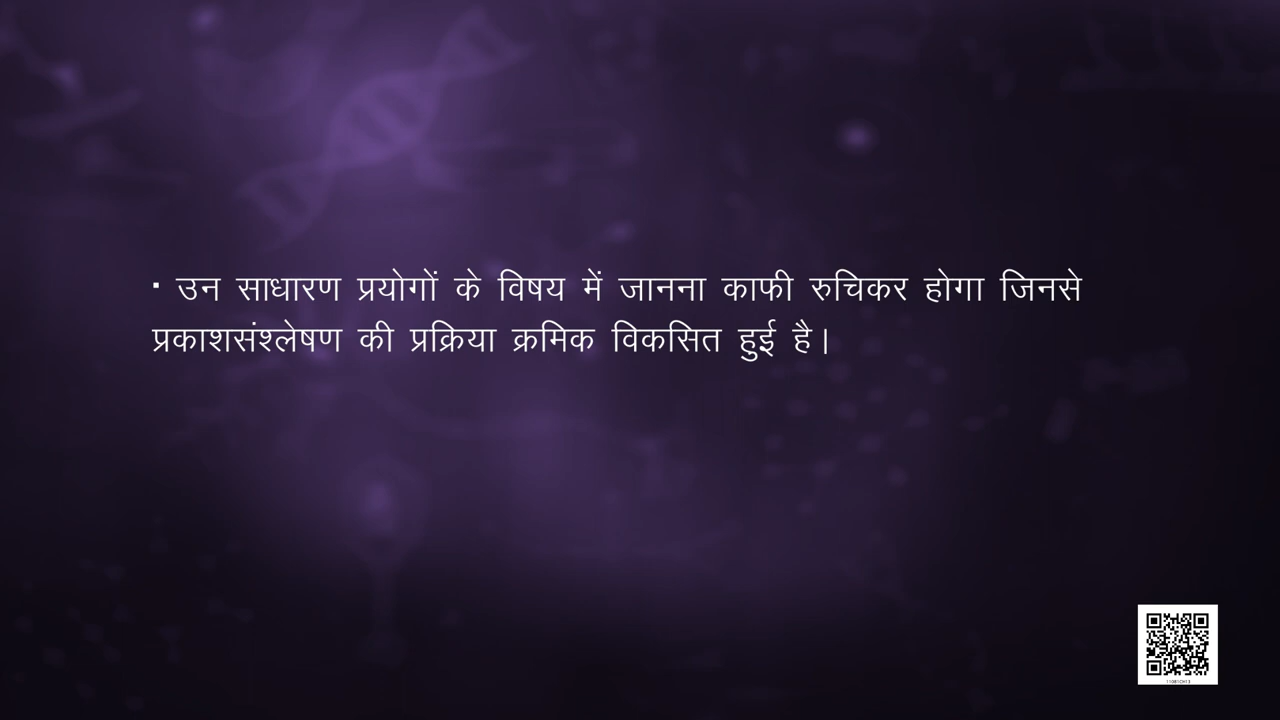 ▪ उन साधारण प्रयोगों के विषय में जानना काफी रुचिकर होगा जिनसे
प्रकाशसंश्लेषण की प्रक्रिया क्रमिक विकसित हुई है।